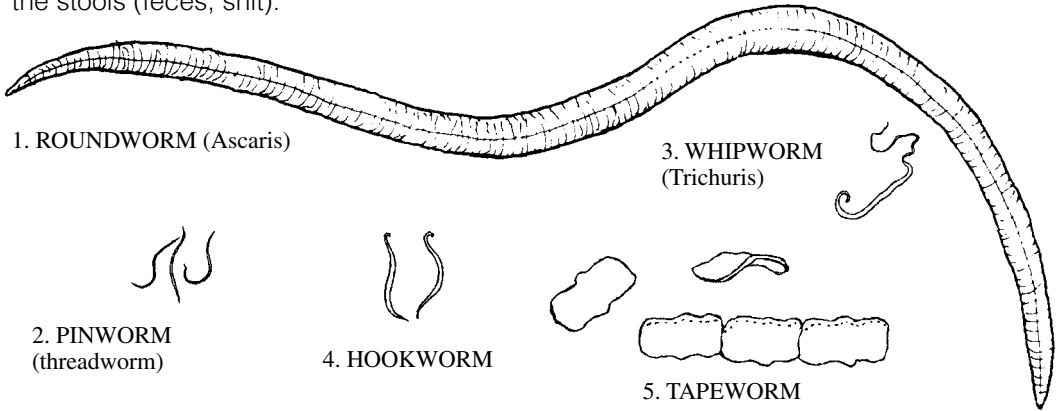 the stools (feces, shit).
1. ROUNDWORM (Ascaris)
3. WHIPWORM
(Trichuris)
2. PINWORM
(threadworm)
4. HOOKWORM
5. TAPEWORM